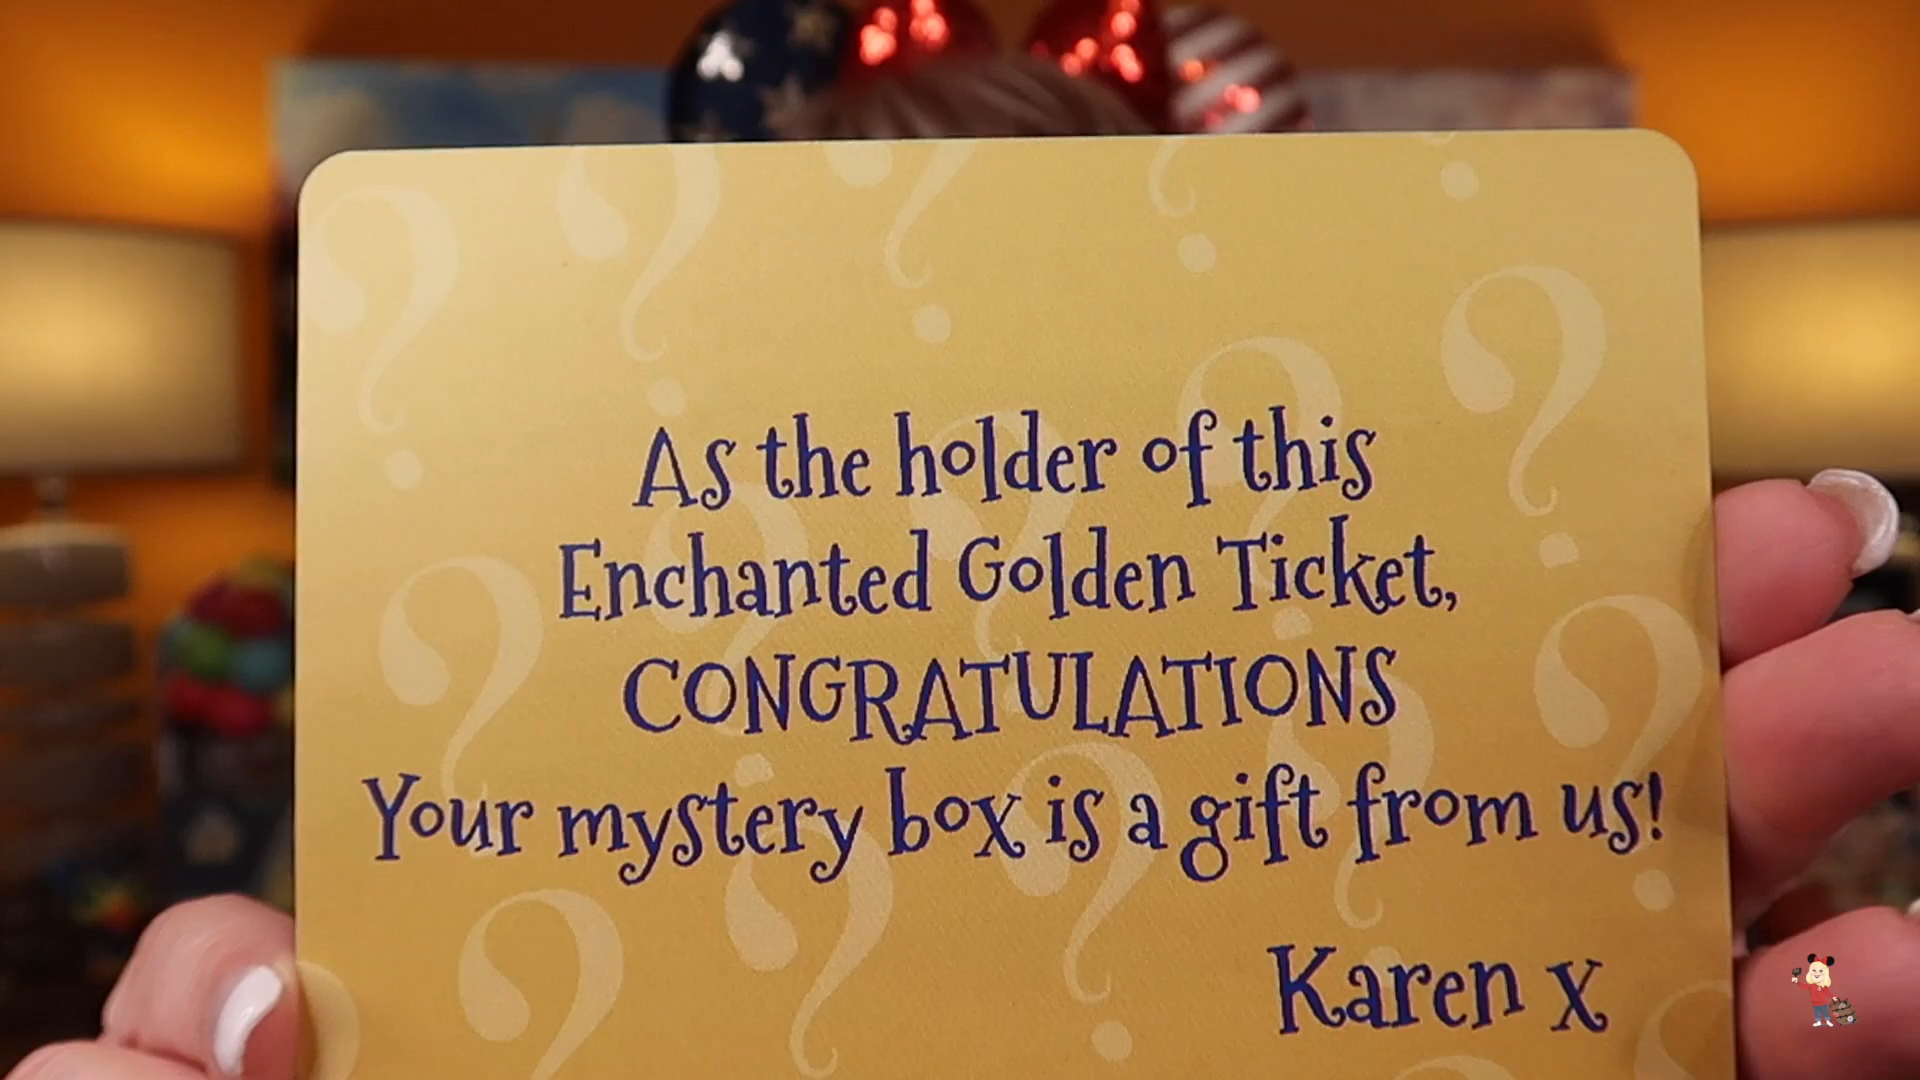 As the holder of this
Enchanted Golden Ticket,
CONGRATULATIONS
Your mystery box is a gift from us!
Karen x